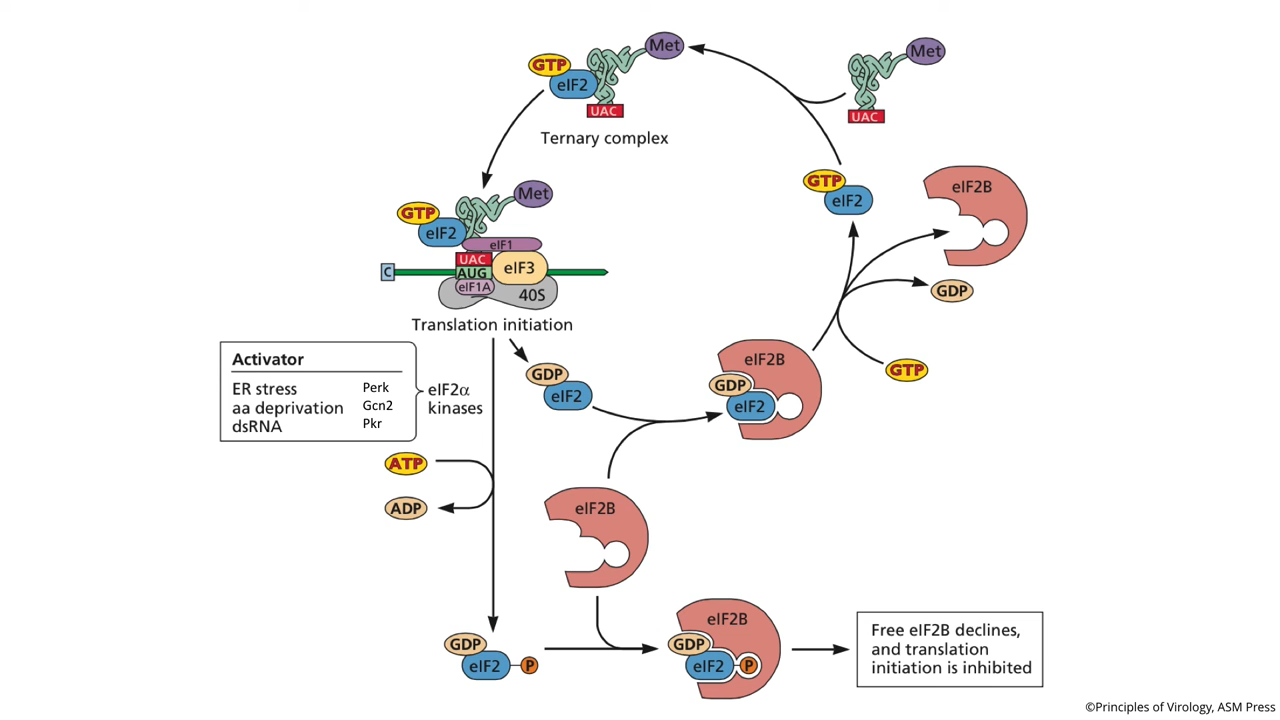 Met
GTP
eIF2
UAC
Ternary complex
Met
UAC
GTP
eIF2
eIF2B
GDP
GTP
Met
GTP
eIF2
eIF1
UAC
eIF3
C
AUG
eIF1A
40S
Translation initiation
Activator
ER stress Perk
aa deprivation Gcn2
dsRNA Pkr
eIF2α
kinases
GDP
eIF2
eIF2B
GDP
eIF2
ATP
ADP
eIF2B
GDP
eIF2
P
eIF2B
GDP
eIF2
P
Free eIF2B declines,
and translation
initiation is inhibited
©Principles of Virology, ASM Press